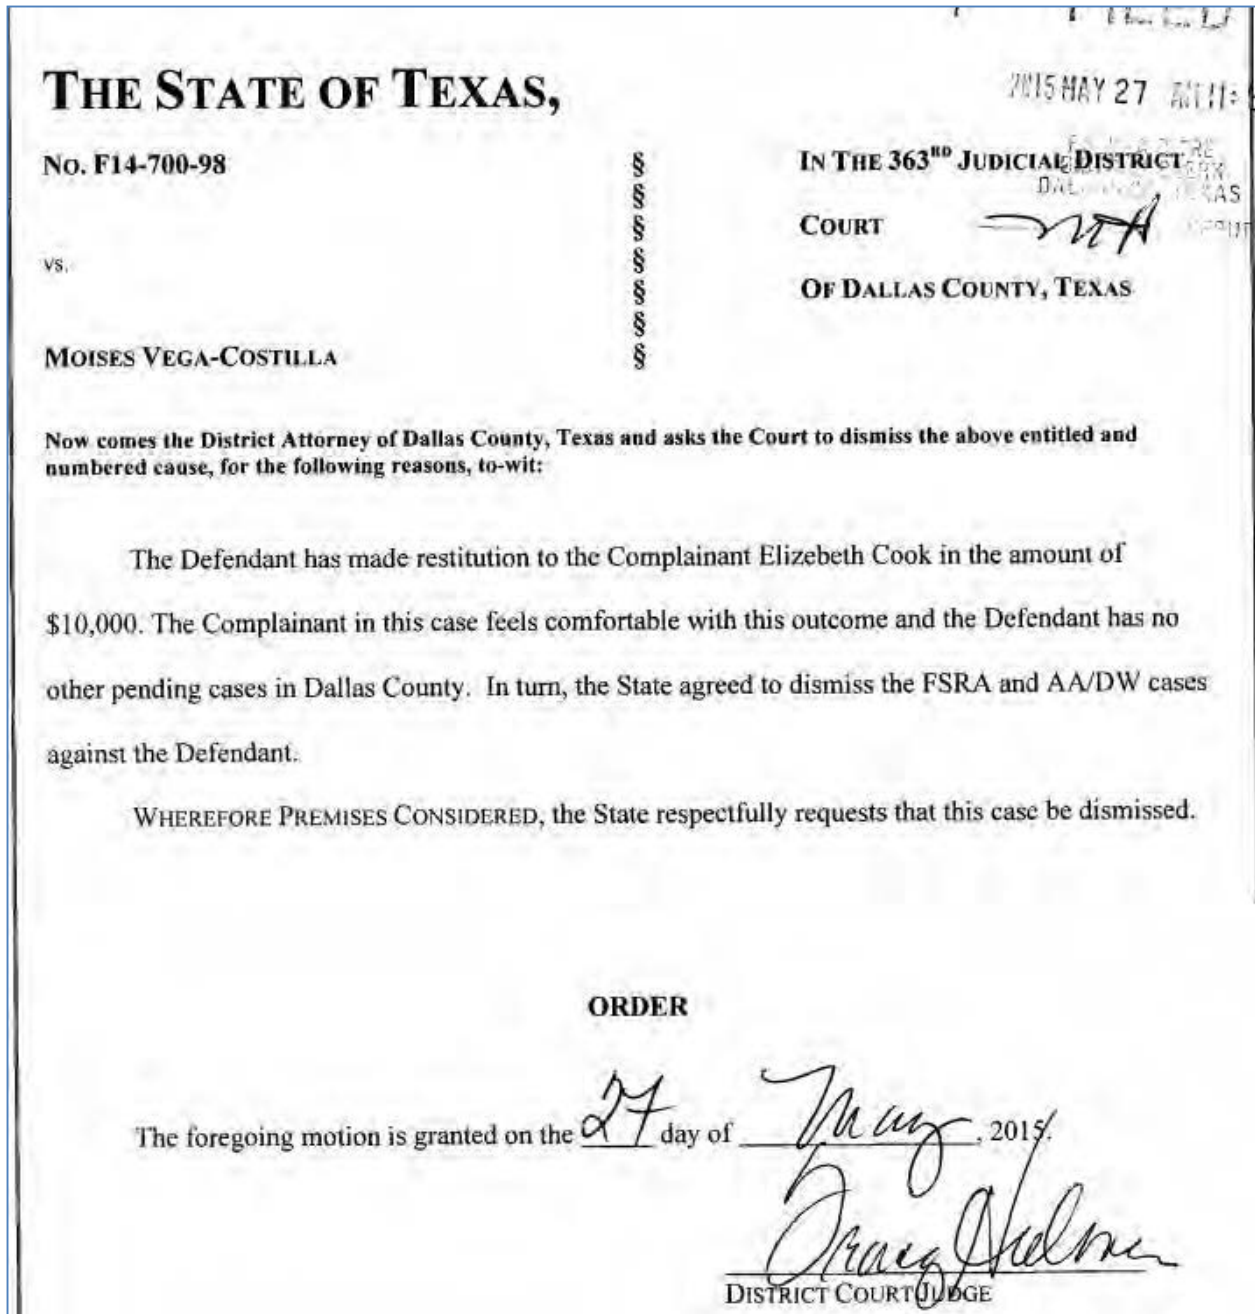 THE STATE OF TEXAS,
2015 MAY 27
NO. F14-700-98
§
§
§
§
§
§
§
IN THE 363RD JUDICIAL DISTRICT
COURT
vs.
OF DALLAS COUNTY, TEXAS
MOISES VEGA-COSTILLA
Now comes the District Attorney of Dallas County, Texas and asks the Court to dismiss the above entitled and
numbered cause, for the following reasons, to-wit:
The Defendant has made restitution to the Complainant Elizebeth Cook in the amount of
$10,000. The Complainant in this case feels comfortable with this outcome and the Defendant has no
other pending cases in Dallas County. In turn, the State agreed to dismiss the FSRA and AA/DW cases
against the Defendant.
WHEREFORE PREMISES CONSIDERED, the State respectfully requests that this case be dismissed.
ORDER
The foregoing motion is granted on the 27 day of May, 2015.
DISTRICT COURT JUDGE